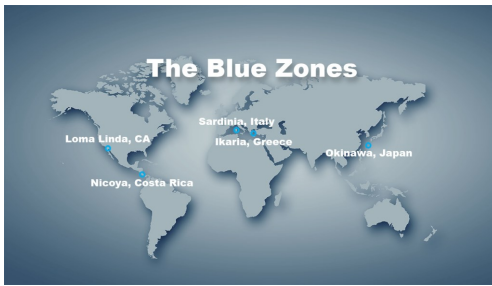 The Blue Zones
Sardinia, Italy
Loma Linda, CA
Ikaria, Greece
Okinawa, Japan
Nicoya, Costa Rica